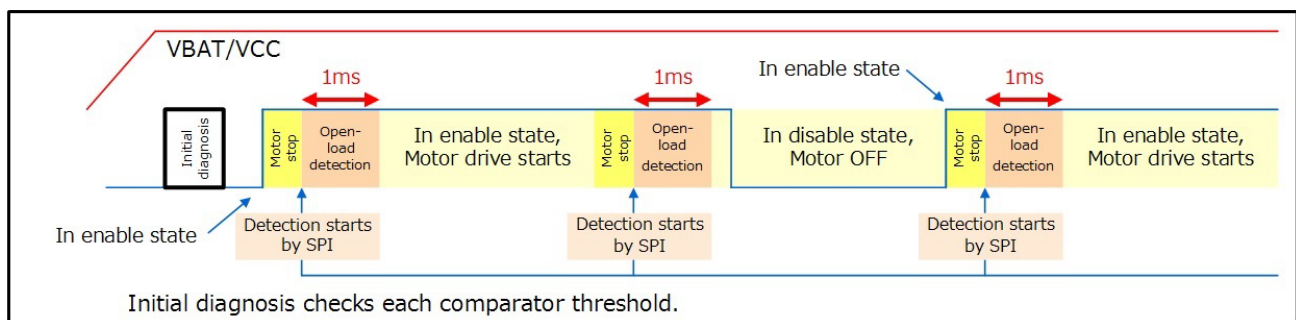 VBAT/VCC
1ms
1ms
In enable state
1ms
Initial
diagnosis
Motor
stop
Open-
load
detection
In enable state,
Motor drive starts
Motor
stop
Open-
load
detection
In disable state,
Motor OFF
Motor
stop
Open-
load
detection
In enable state,
Motor drive starts
In enable state
Detection starts
by SPI
Detection starts
by SPI
Detection starts
by SPI
Initial diagnosis checks each comparator threshold.